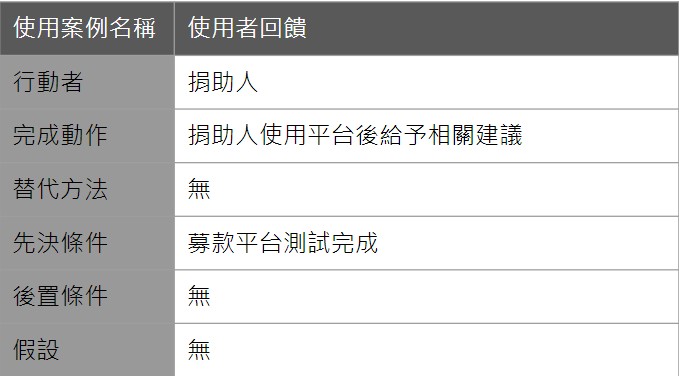 使用案例名稱 使用者回饋
行動者 捐助人
完成動作 捐助人使用平台後給予相關建議
替代方法 無
先決條件 募款平台測試完成
後置條件 無
假設 無